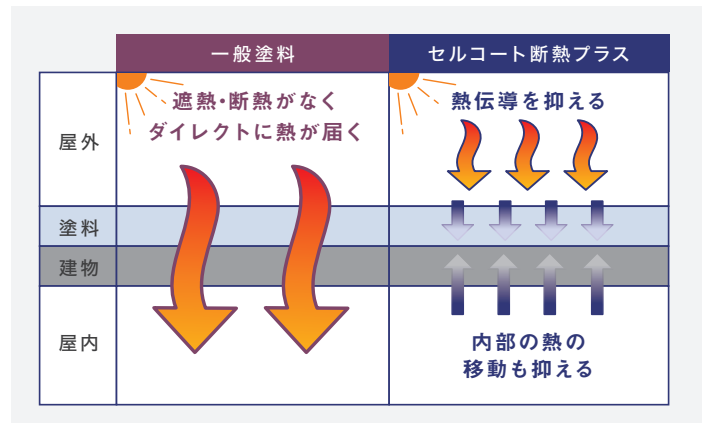 一般塗料
セルコート断熱プラス
屋外
遮熱・断熱がなく
ダイレクトに熱が届く
熱伝導を抑える
塗料
建物
屋内
内部の熱の
移動も抑える